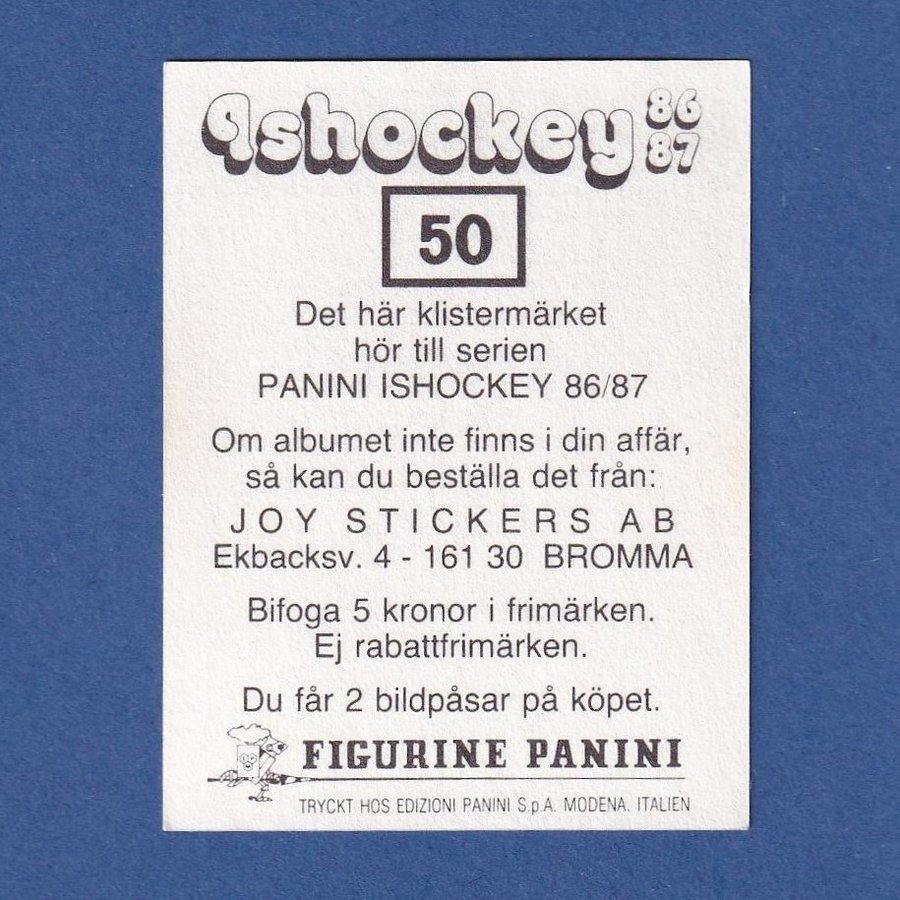 Ishockey 86 87
50
Det här klistermärket
hör till serien
PANINI ISHOCKEY 86/87
Om albumet inte finns i din affär,
så kan du beställa det från:
JOY STICKERS AB
Ekbacksv. 4 - 161 30 BROMMA
Bifoga 5 kronor i frimärken.
Ej rabattfrimärken.
Du får 2 bildpåsar på köpet.
FIGURINE PANINI
TRYCKT HOS EDIZIONI PANINI S.p.A. MODENA. ITALIEN